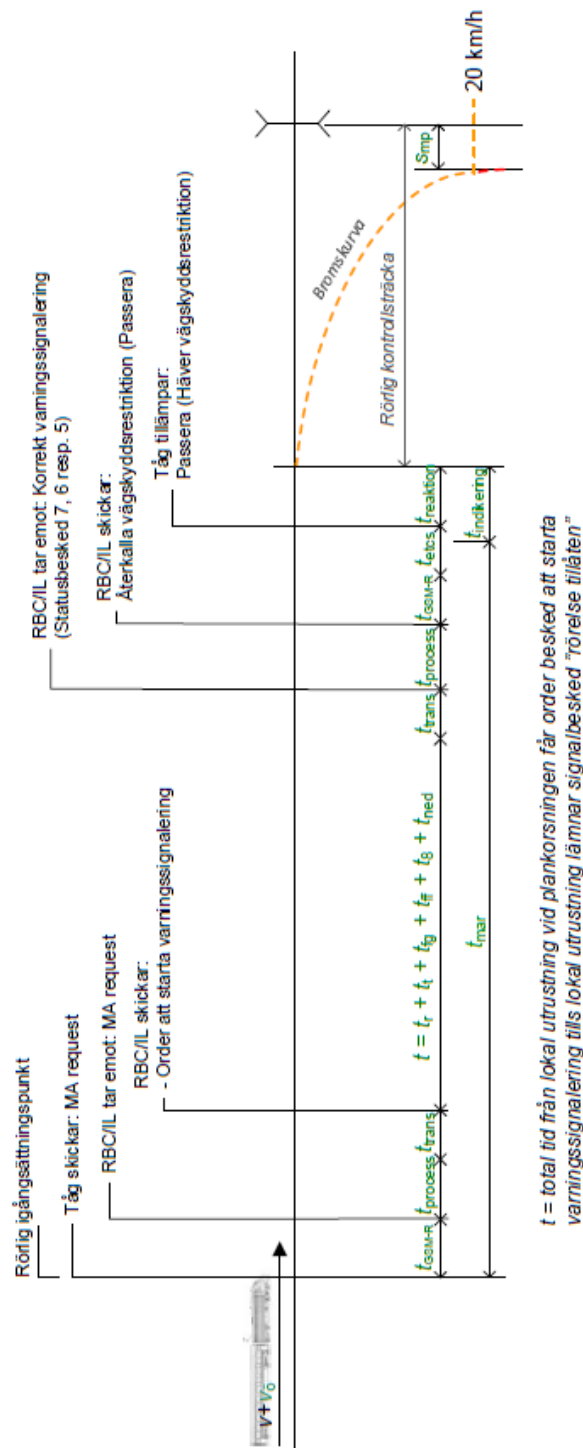 Rörlig igångsättningspunkt
Tåg skickar: MA request
RBC/IL tar emot: MA request
RBC/IL skickar:
- Order att starta varningssignalering
RBC/IL tar emot: Korrekt varningssignalering
(Statusbesked 7, 6 resp. 5)
RBC/IL skickar:
Återkalla vägskyddsrestriktion (Passera)
Tåg tillämpar:
Passera (Häver vägskyddsrestriktion)
v+v0
Bromskurva
Rörlig kontrollsträcka
Smp
20 km/h
tGSM-R tprocess ttrans t = tr + tt + tfg + tff + t8 + tned ttrans tprocess tGSM-R tetcs treaktion
tmar tindikering
t = total tid från lokal utrustning vid plankorsningen får order besked att starta
varningssignalering tills lokal utrustning lämnar signalbesked "rörelse tillåten"